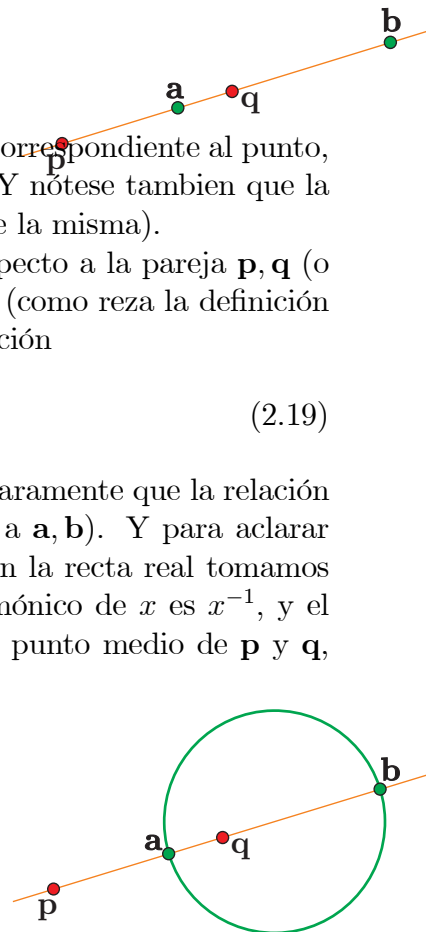 b
a
q
p
orrespondiente al punto,
Y nótese tambien que la
e la misma).
pecto a la pareja p, q (o
(como reza la definición
ción
(2.19)
aramente que la relación
a a, b). Y para aclarar
n la recta real tomamos
mónico de x es x⁻¹, y el
punto medio de p y q,
b
a
q
p